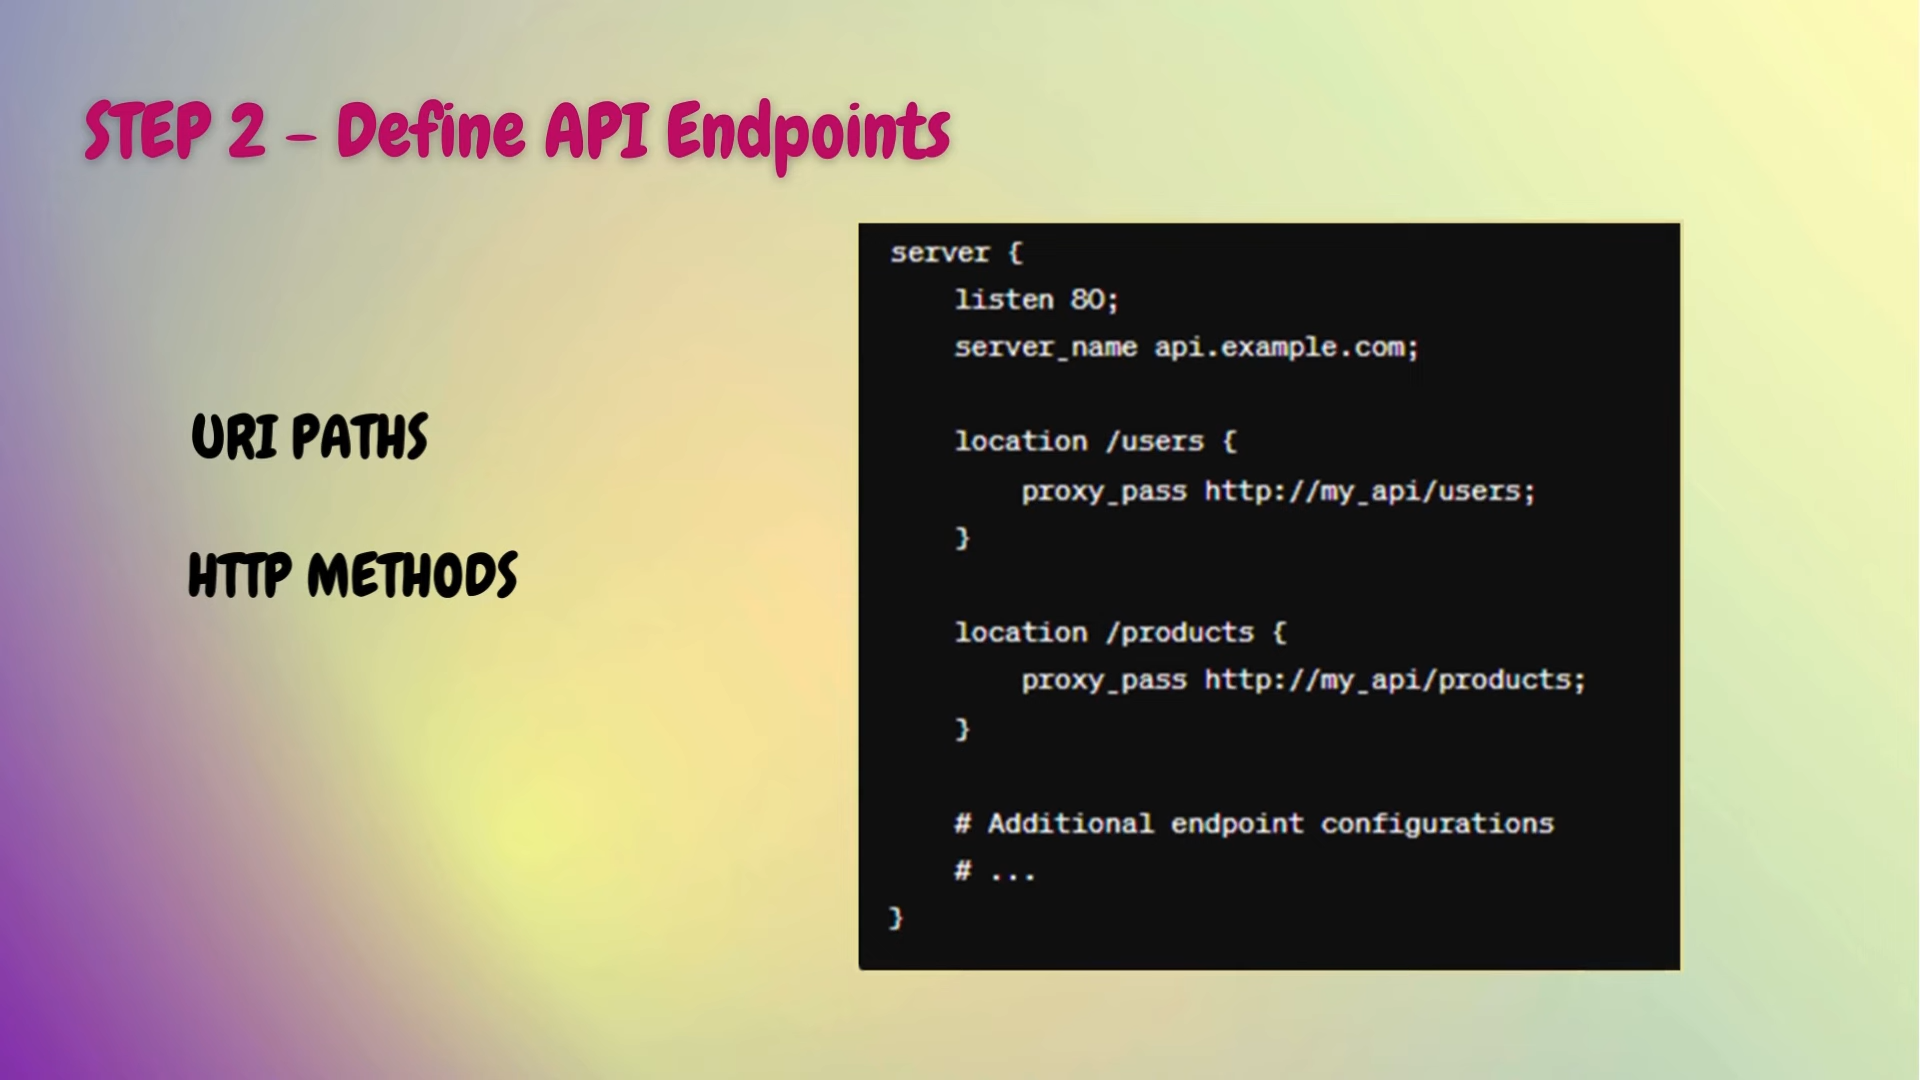 STEP 2 - Define API Endpoints
URI PATHS
HTTP METHODS
server {
    listen 80;
    server_name api.example.com;
    location /users {
        proxy_pass http://my_api/users;
    }
    location /products {
        proxy_pass http://my_api/products;
    }
    # Additional endpoint configurations
    # ...
}